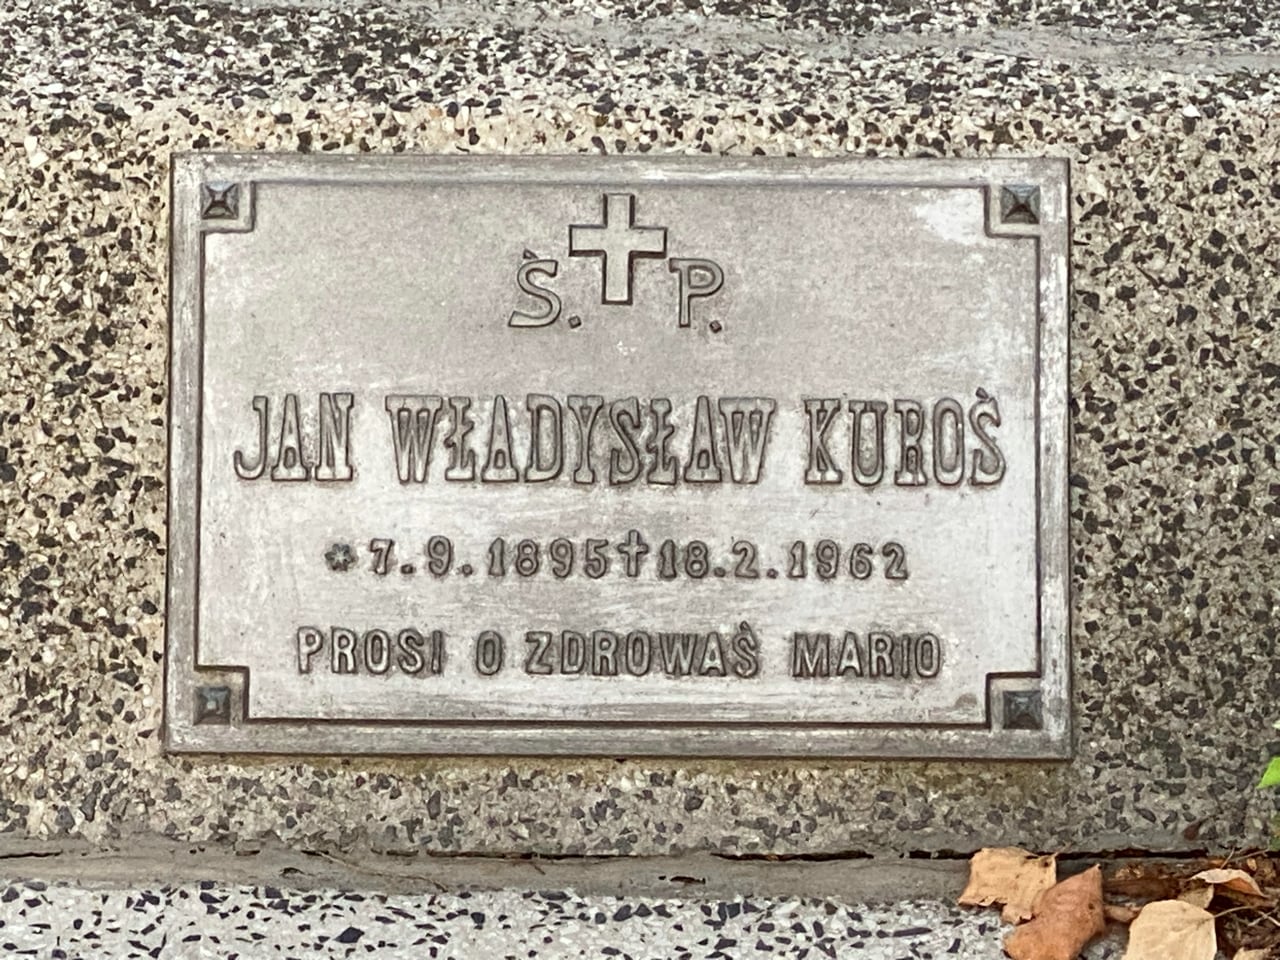 Ś. P.
JAN WŁADYSŁAW KUROŚ
* 7.9.1895 † 18.2.1962
PROSI O ZDROWAŚ MARIO